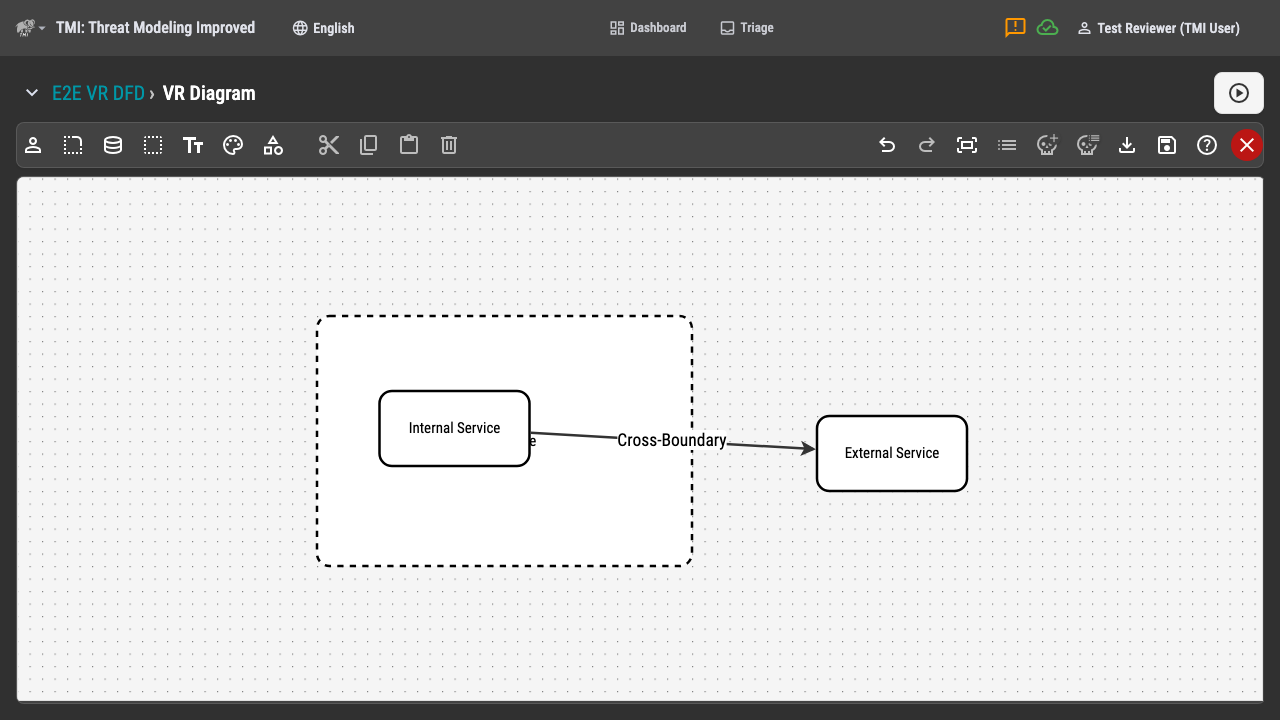 TMI
TMI: Threat Modeling Improved
English
Dashboard
Triage
Test Reviewer (TMI User)
E2E VR DFD › VR Diagram
Internal Service
e
Cross-Boundary
External Service